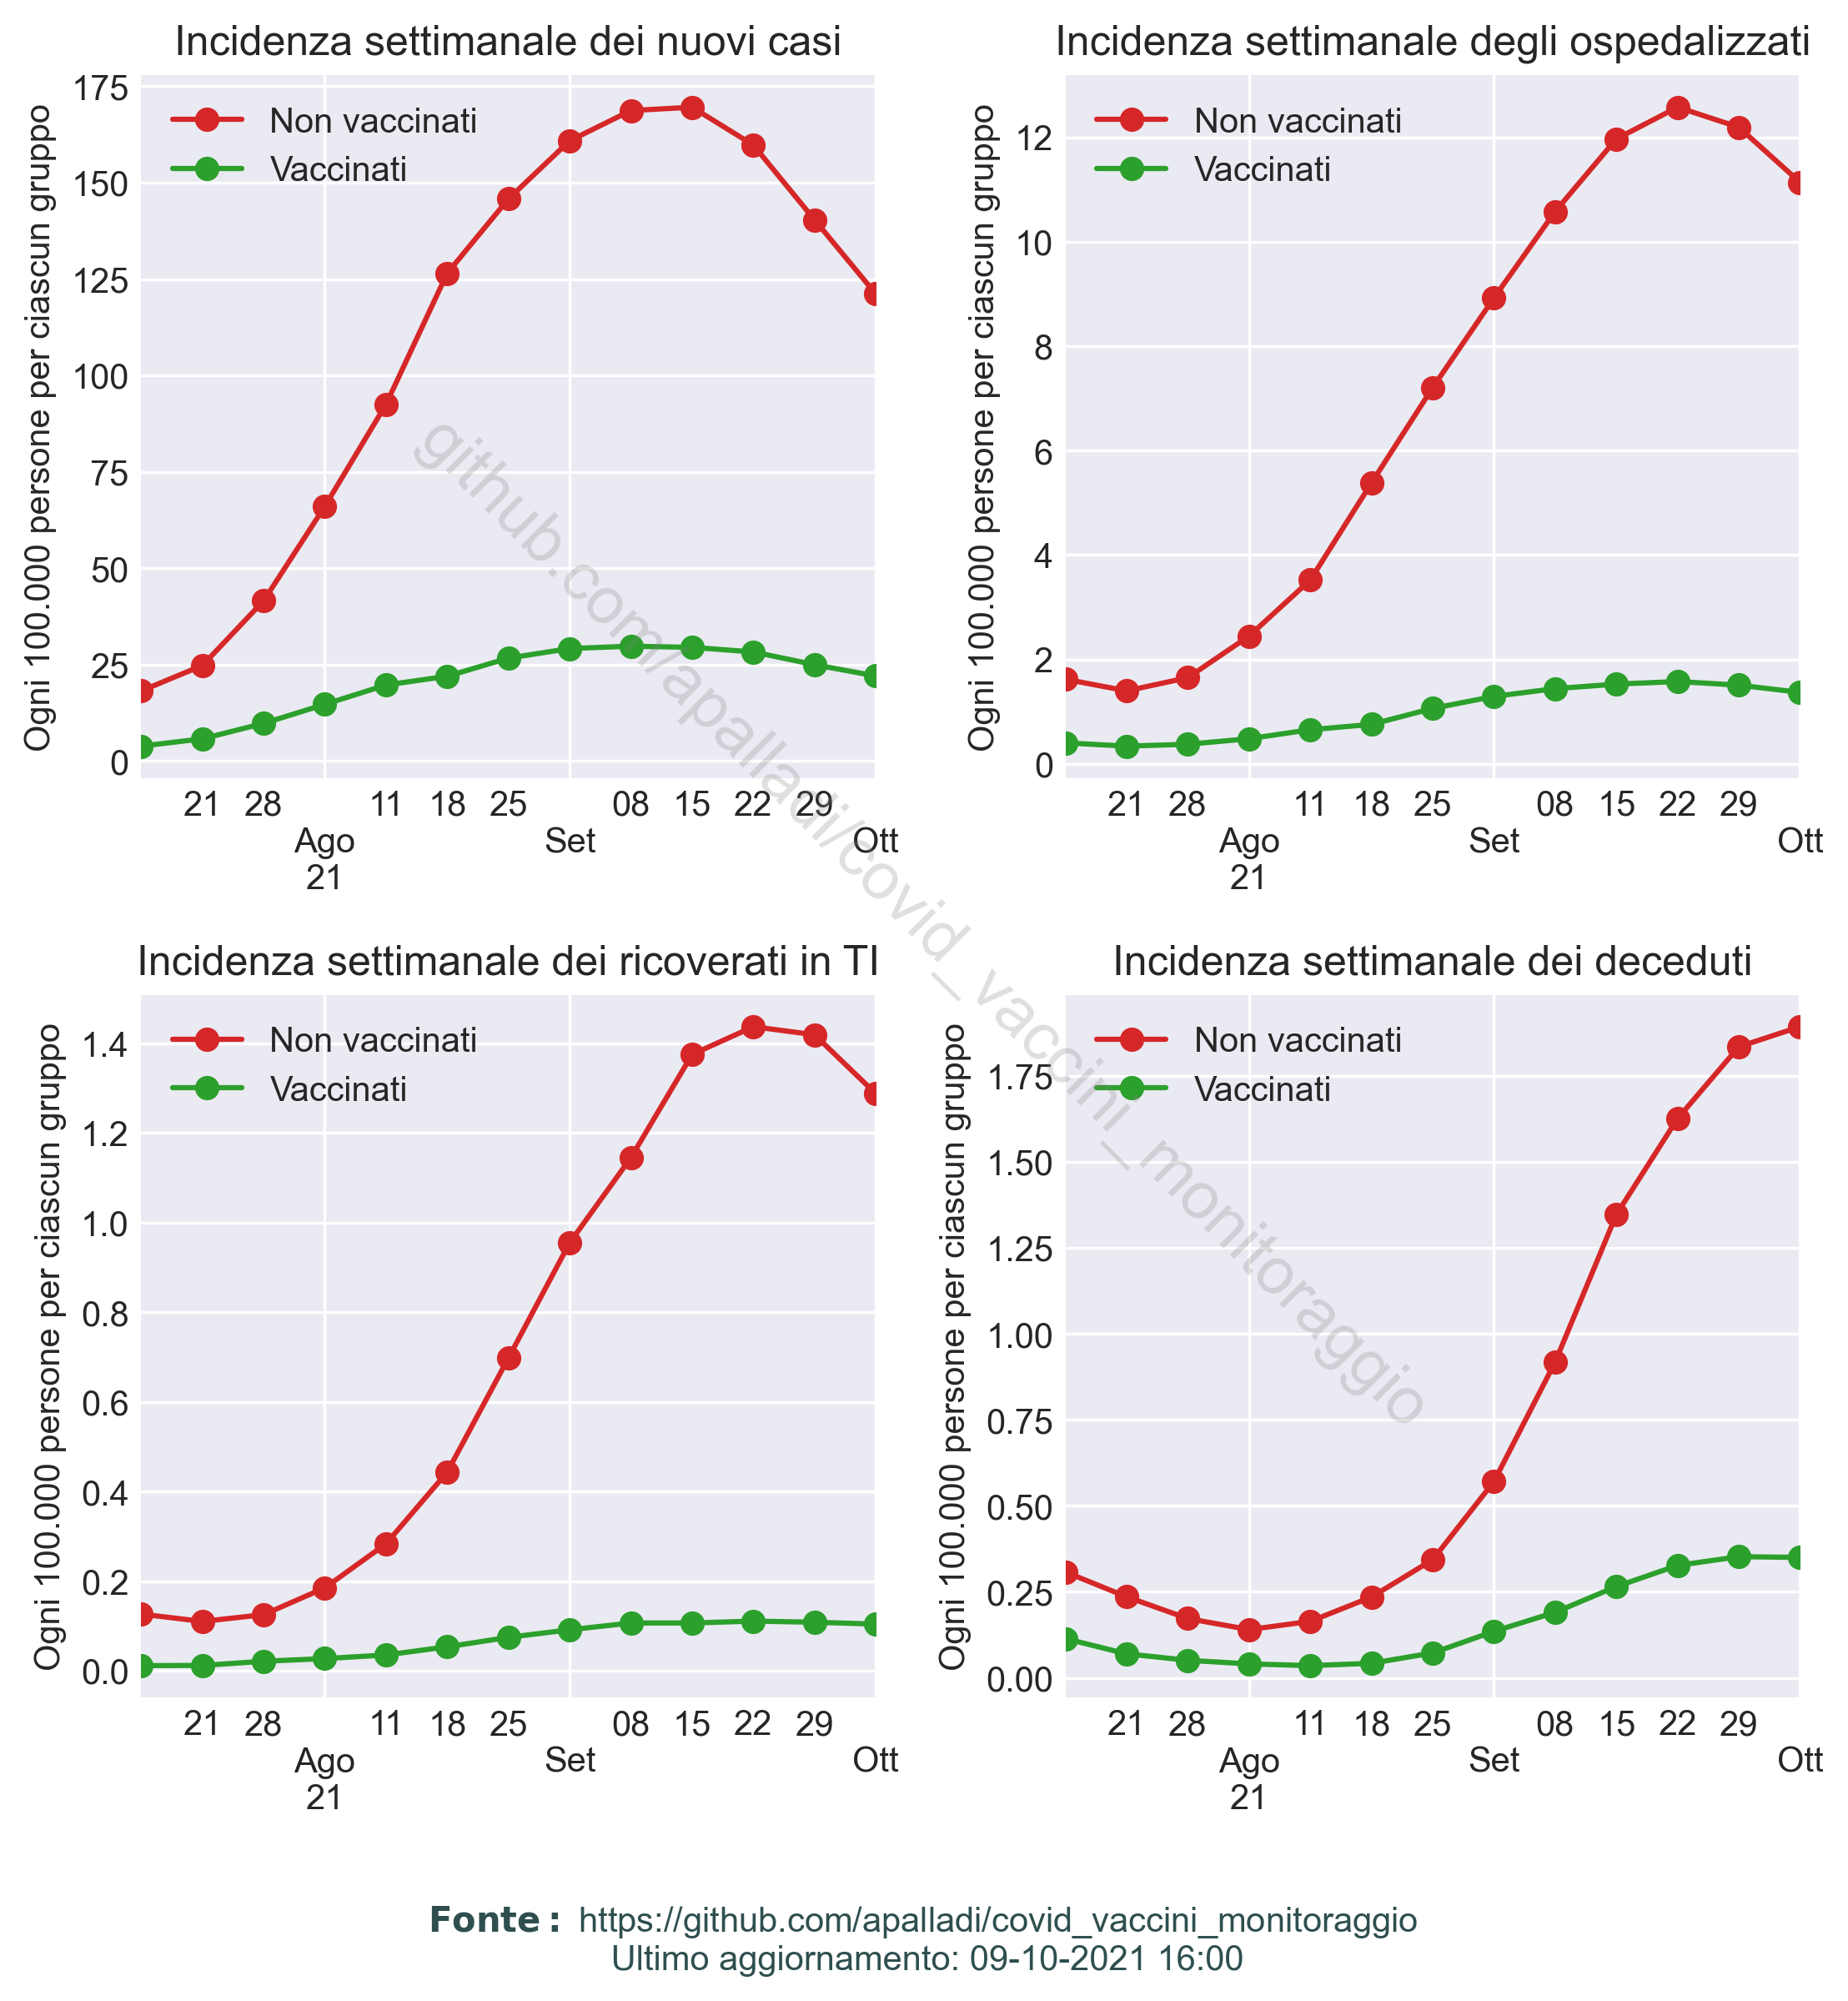 Incidenza settimanale dei nuovi casi
Ogni 100.000 persone per ciascun gruppo
175
150
125
100
75
50
25
0
Non vaccinati
Vaccinati
21 28 11 18 25 08 15 22 29
Ago Set Ott
21
Incidenza settimanale degli ospedalizzati
Ogni 100.000 persone per ciascun gruppo
12
10
8
6
4
2
0
Non vaccinati
Vaccinati
21 28 11 18 25 08 15 22 29
Ago Set Ott
21
Incidenza settimanale dei ricoverati in TI
Ogni 100.000 persone per ciascun gruppo
1.4
1.2
1.0
0.8
0.6
0.4
0.2
0.0
Non vaccinati
Vaccinati
21 28 11 18 25 08 15 22 29
Ago Set Ott
21
Incidenza settimanale dei deceduti
Ogni 100.000 persone per ciascun gruppo
1.75
1.50
1.25
1.00
0.75
0.50
0.25
0.00
Non vaccinati
Vaccinati
21 28 11 18 25 08 15 22 29
Ago Set Ott
21
github.com/apalladi/covid_vaccini_monitoraggio
Fonte: https://github.com/apalladi/covid_vaccini_monitoraggio
Ultimo aggiornamento: 09-10-2021 16:00